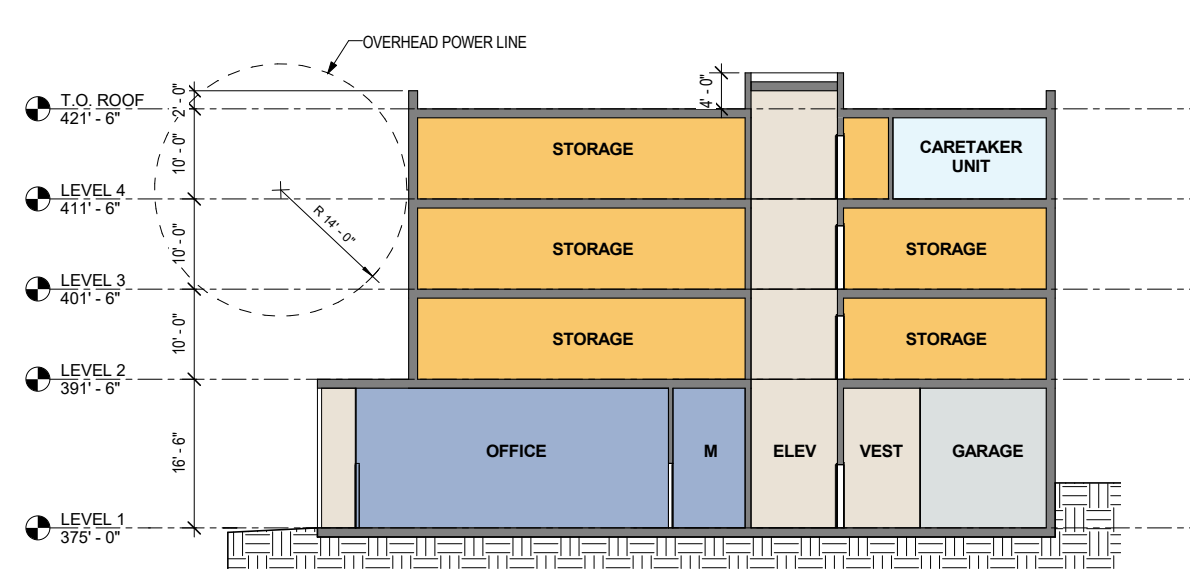 OVERHEAD POWER LINE
T.O. ROOF
421' - 6"
2' - 0"
4' - 0"
10' - 0"
STORAGE
CARETAKER
UNIT
LEVEL 4
411' - 6"
R 14' - 0"
10' - 0"
STORAGE
STORAGE
LEVEL 3
401' - 6"
10' - 0"
STORAGE
STORAGE
LEVEL 2
391' - 6"
16' - 6"
OFFICE
M
ELEV
VEST
GARAGE
LEVEL 1
375' - 0"